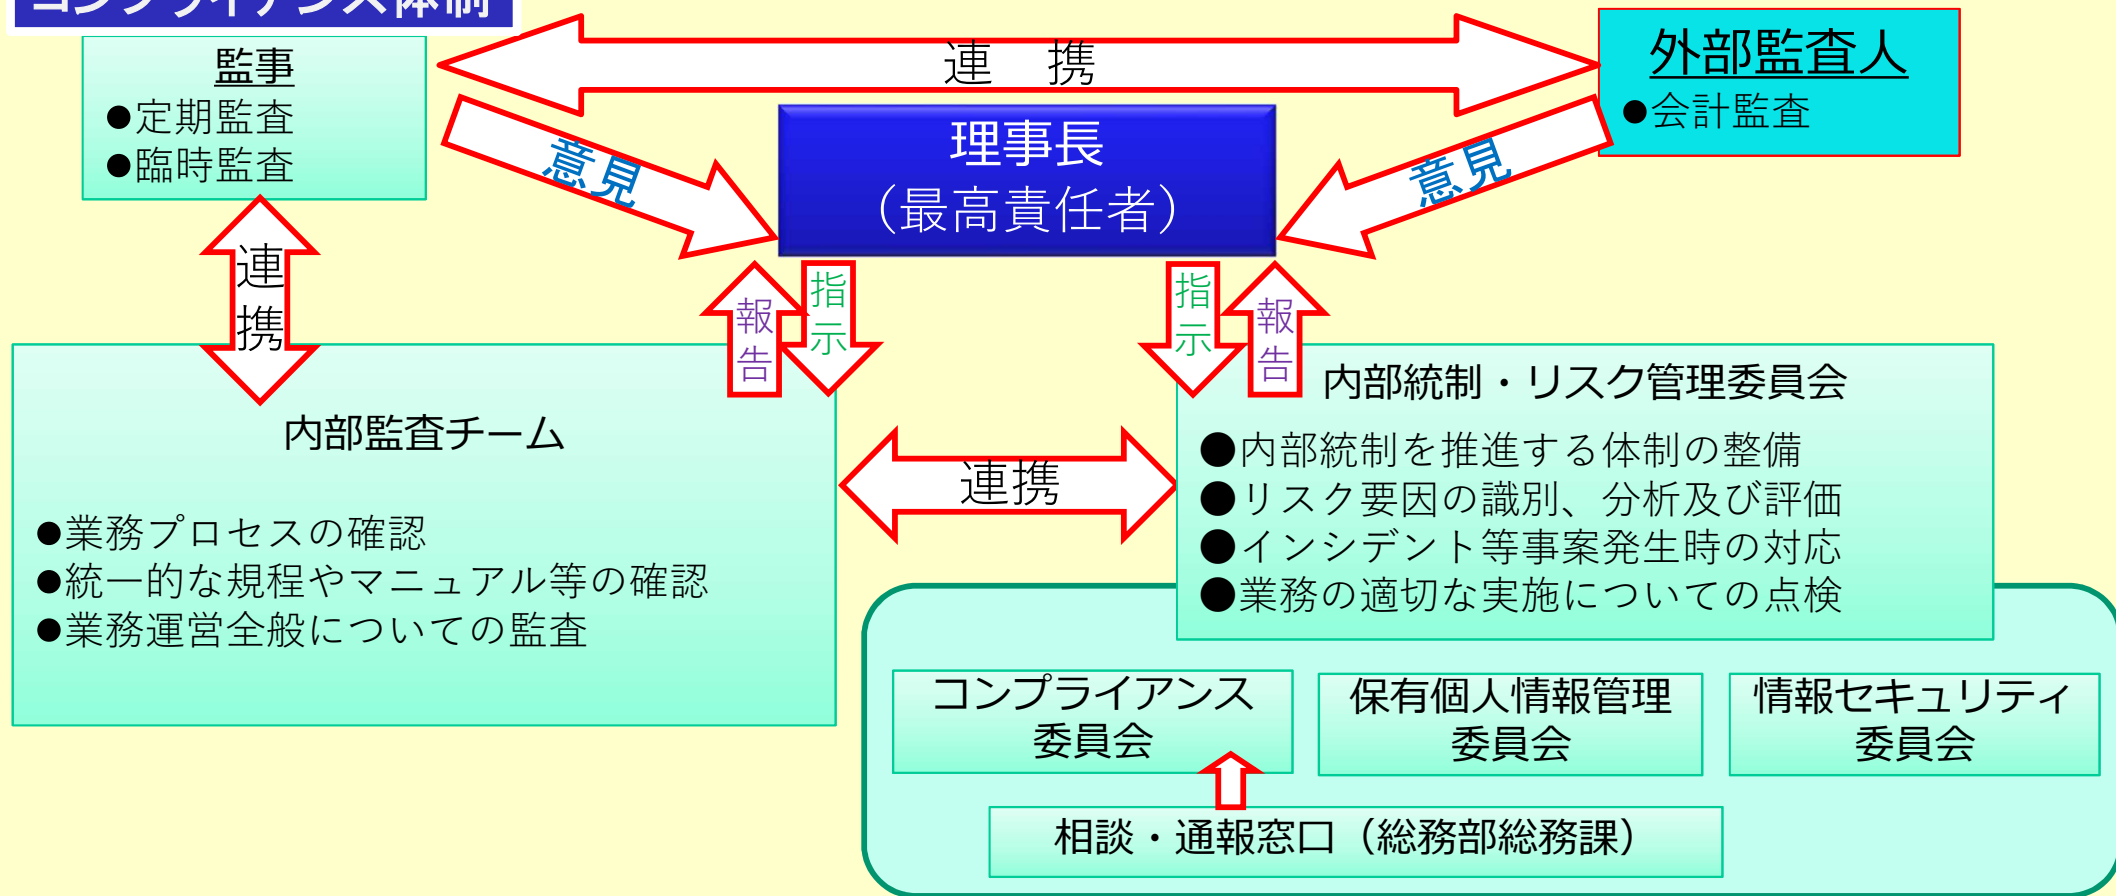 コンプライアンス体制
監事
●定期監査
●臨時監査
連　携
外部監査人
●会計監査
意見
理事長
（最高責任者）
意見
連携
報告
指示
指示
報告
内部監査チーム
●業務プロセスの確認
●統一的な規程やマニュアル等の確認
●業務運営全般についての監査
連携
内部統制・リスク管理委員会
●内部統制を推進する体制の整備
●リスク要因の識別、分析及び評価
●インシデント等事案発生時の対応
●業務の適切な実施についての点検
コンプライアンス
委員会
保有個人情報管理
委員会
情報セキュリティ
委員会
相談・通報窓口（総務部総務課）